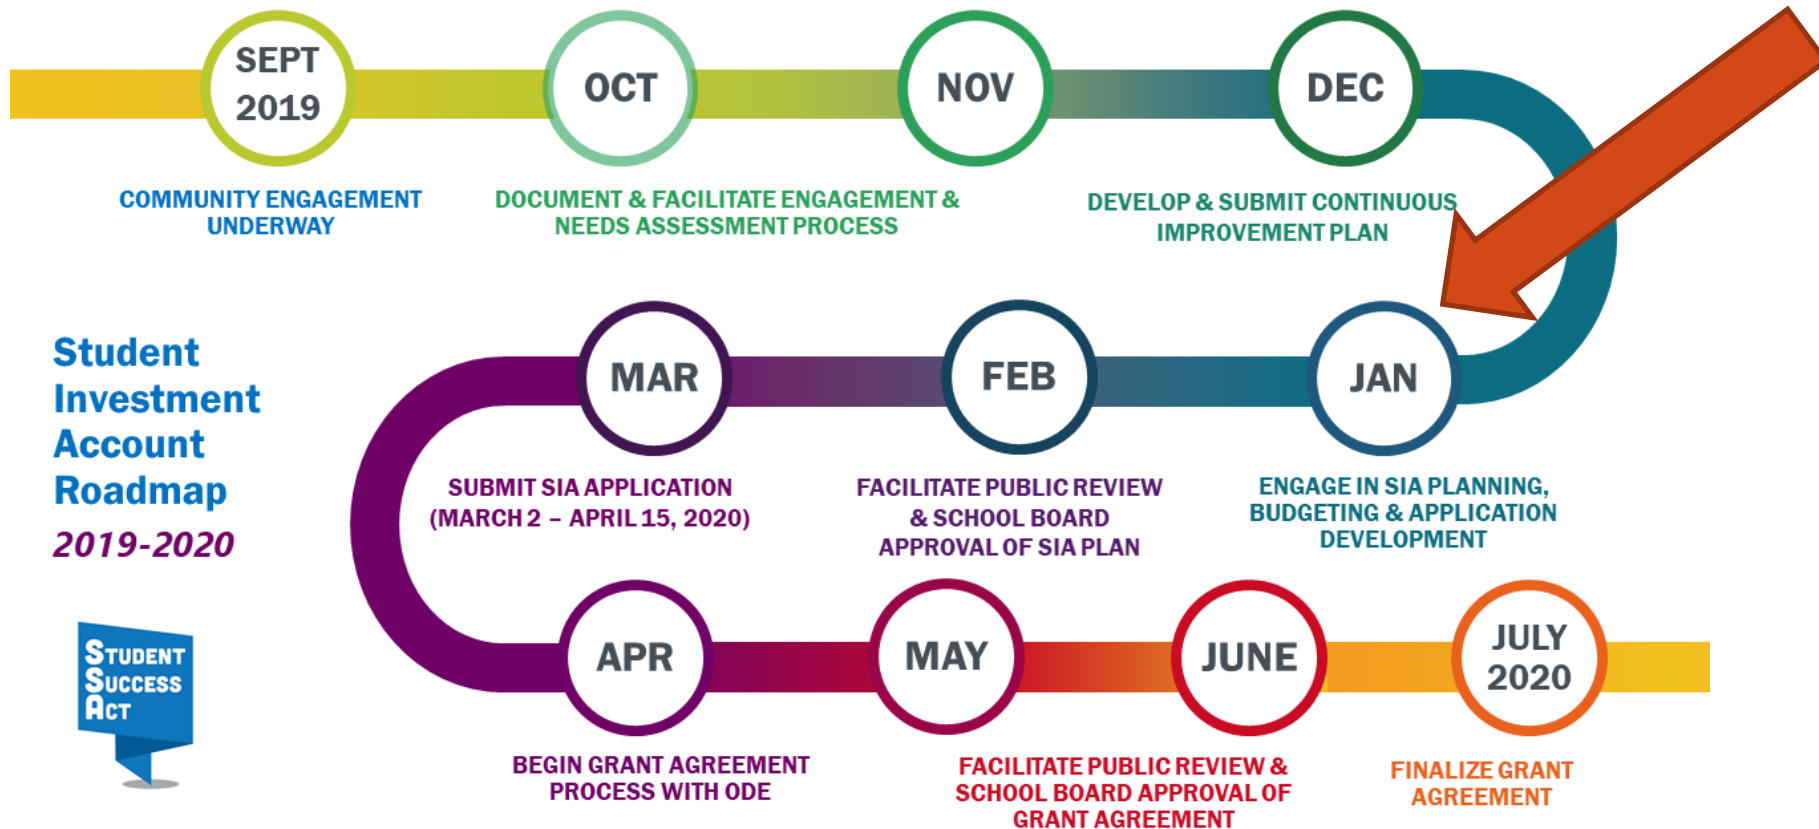 SEPT
2019
OCT
NOV
DEC
COMMUNITY ENGAGEMENT
UNDERWAY
DOCUMENT & FACILITATE ENGAGEMENT &
NEEDS ASSESSMENT PROCESS
DEVELOP & SUBMIT CONTINUOUS
IMPROVEMENT PLAN
Student
Investment
Account
Roadmap
2019-2020
JAN
ENGAGE IN SIA PLANNING,
BUDGETING & APPLICATION
DEVELOPMENT
FEB
FACILITATE PUBLIC REVIEW
& SCHOOL BOARD
APPROVAL OF SIA PLAN
MAR
SUBMIT SIA APPLICATION
(MARCH 2 – APRIL 15, 2020)
APR
MAY
JUNE
JULY
2020
BEGIN GRANT AGREEMENT
PROCESS WITH ODE
FACILITATE PUBLIC REVIEW &
SCHOOL BOARD APPROVAL OF
GRANT AGREEMENT
FINALIZE GRANT
AGREEMENT
STUDENT
SUCCESS
ACT